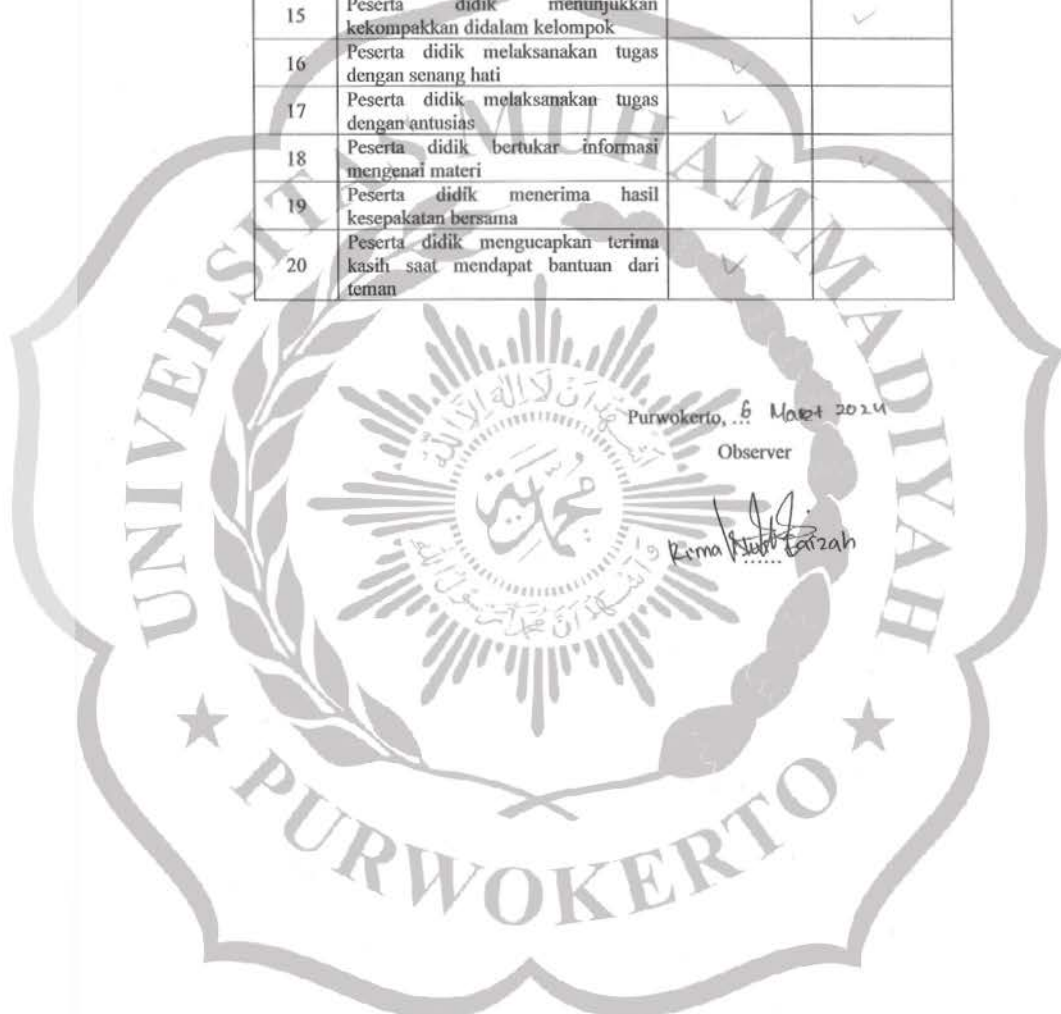 15 Peserta didik menunjukkan
kekompakkan didalam kelompok ✓
16 Peserta didik melaksanakan tugas
dengan senang hati ✓
17 Peserta didik melaksanakan tugas
dengan antusias ✓
18 Peserta didik bertukar informasi
mengenai materi ✓
19 Peserta didik menerima hasil
kesepakatan bersama
20 Peserta didik mengucapkan terima
kasih saat mendapat bantuan dari
teman ✓
Purwokerto, 6 Maret 2024
Observer
Faizah
UNIVERSITAS MUHAMMADIYAH
★ PURWOKERTO ★